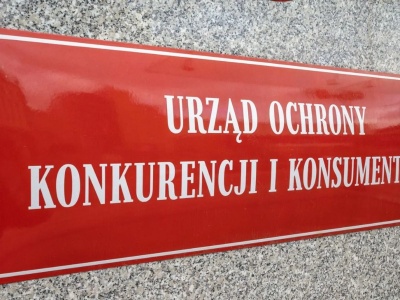 URZĄD OCHRONY
KONKURENCJI I KONSUMENT